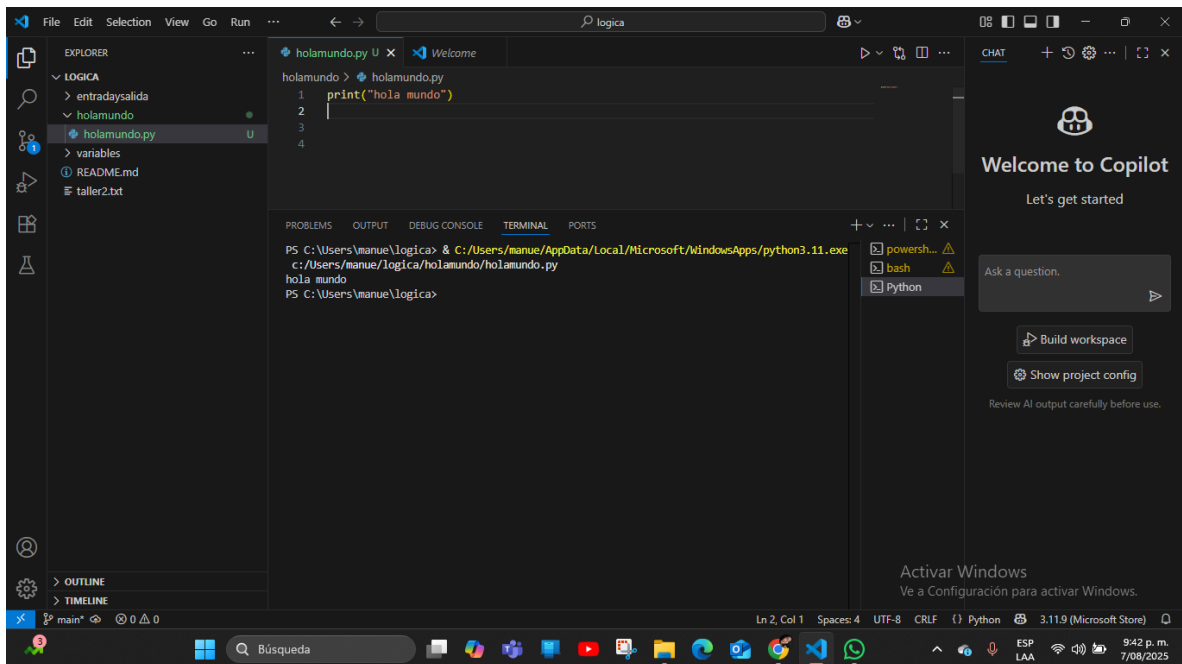 File Edit Selection View Go Run ··· logica
EXPLORER ···
LOGICA
entradaysalida
holamundo
holamundo.py U
variables
README.md
taller2.txt
OUTLINE
TIMELINE
holamundo.py U Welcome
holamundo > holamundo.py
1 print("hola mundo")
2
3
4
PROBLEMS OUTPUT DEBUG CONSOLE TERMINAL PORTS
PS C:\Users\manue\logica> & C:/Users/manue/AppData/Local/Microsoft/WindowsApps/python3.11.exe
c:/Users/manue/logica/holamundo/holamundo.py
hola mundo
PS C:\Users\manue\logica>
powersh...
bash
Python
CHAT
Welcome to Copilot
Let's get started
Ask a question.
Build workspace
Show project config
Review AI output carefully before use.
Activar Windows
Ve a Configuración para activar Windows.
1
main* 0 0 Ln 2, Col 1 Spaces: 4 UTF-8 CRLF {} Python 3.11.9 (Microsoft Store)
3 Búsqueda ESP 9:42 p. m.
LAA 7/08/2025